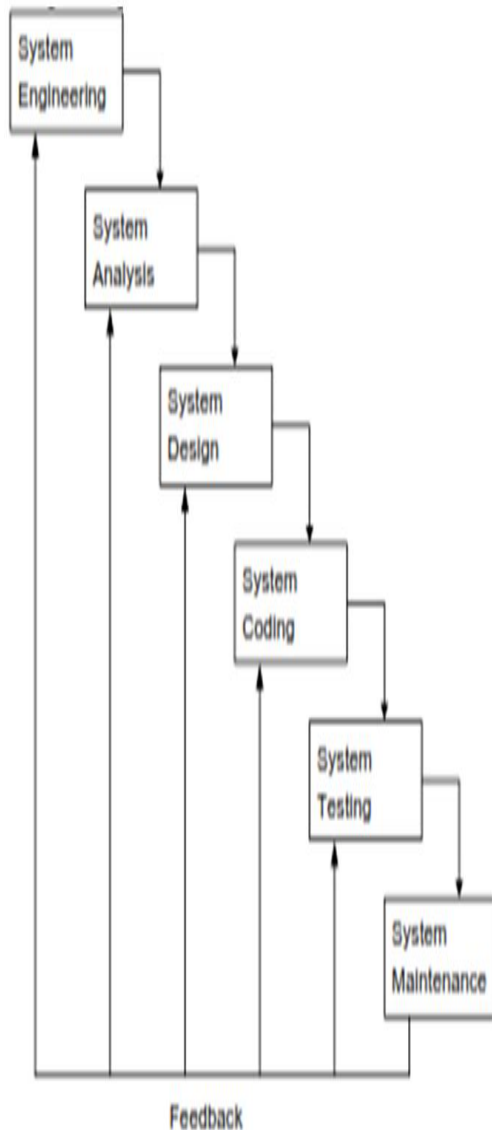 System
Engineering
System
Analysis
System
Design
System
Coding
System
Testing
System
Maintenance
Feedback